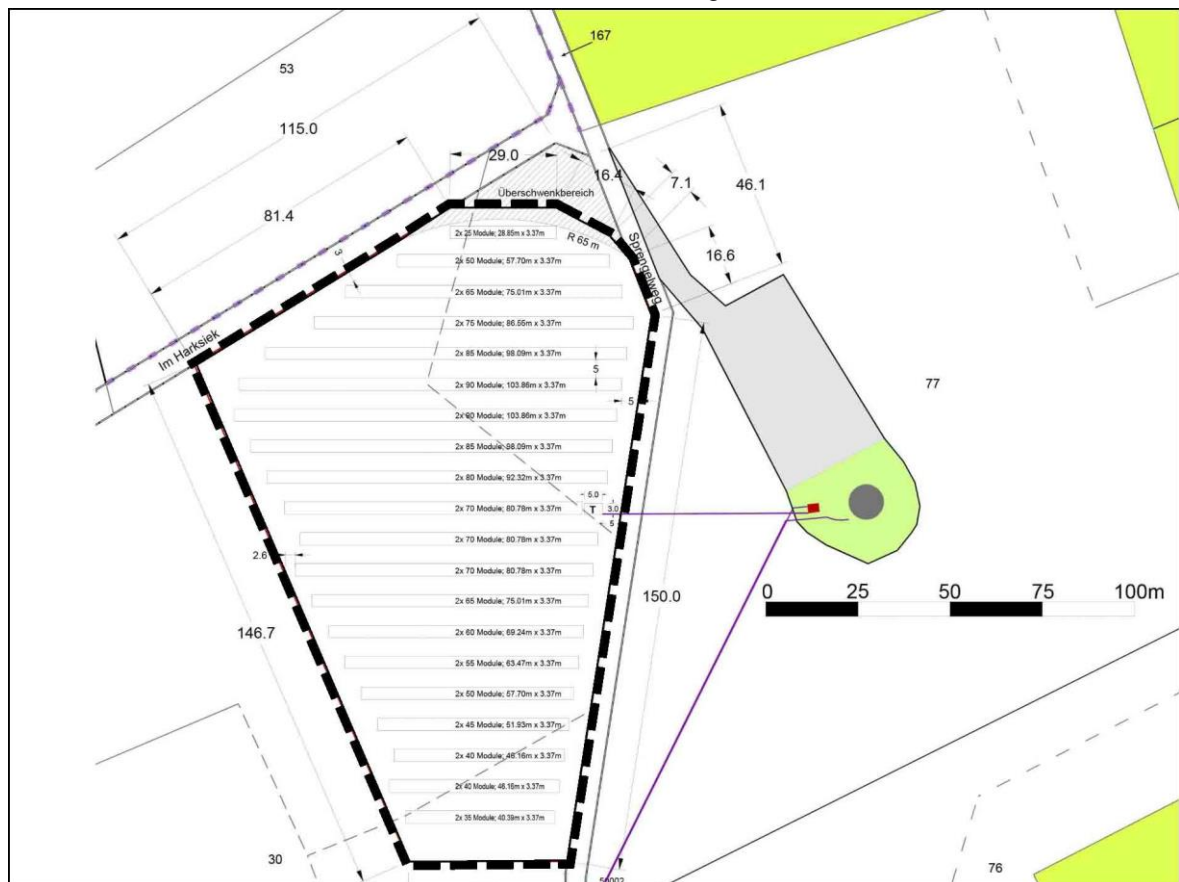 167
53
115.0
29.0
16.4
7.1
46.1
Überschwenkbereich
81.4
16.6
R 65 m
Sprengelweg
3
2x 25 Module; 28.85m x 3.37m
2x 50 Module; 57.70m x 3.37m
2x 65 Module; 75.01m x 3.37m
2x 75 Module; 86.55m x 3.37m
Im Harksiek
2x 85 Module; 98.09m x 3.37m
5
77
2x 90 Module; 103.86m x 3.37m
5
2x 90 Module; 103.86m x 3.37m
2x 85 Module; 98.09m x 3.37m
2x 80 Module; 92.32m x 3.37m
5.0
2x 70 Module; 80.78m x 3.37m
T
3.0
5
2x 70 Module; 80.78m x 3.37m
2.6
2x 70 Module; 80.78m x 3.37m
0 25 50 75 100m
150.0
2x 65 Module; 75.01m x 3.37m
146.7
2x 60 Module; 69.24m x 3.37m
2x 55 Module; 63.47m x 3.37m
2x 50 Module; 57.70m x 3.37m
2x 45 Module; 51.93m x 3.37m
2x 40 Module; 46.16m x 3.37m
2x 40 Module; 46.16m x 3.37m
2x 35 Module; 40.39m x 3.37m
30
76